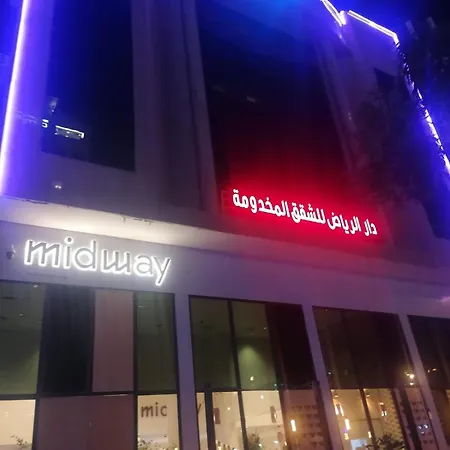 دار الرياض للشقق المخدومة
midway
mic
y